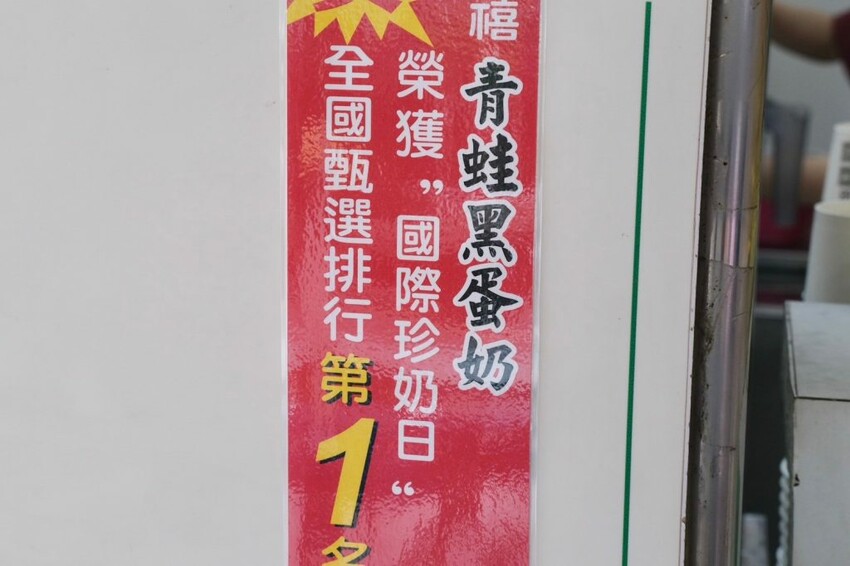 禧
青蛙黑蛋奶
榮獲”國際珍奶日“
全國甄選排行第1名